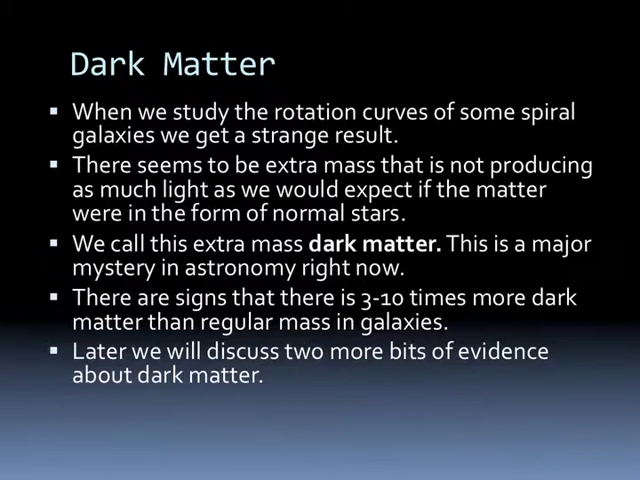 Dark Matter
▪ When we study the rotation curves of some spiral
galaxies we get a strange result.
▪ There seems to be extra mass that is not producing
as much light as we would expect if the matter
were in the form of normal stars.
▪ We call this extra mass dark matter. This is a major
mystery in astronomy right now.
▪ There are signs that there is 3-10 times more dark
matter than regular mass in galaxies.
▪ Later we will discuss two more bits of evidence
about dark matter.